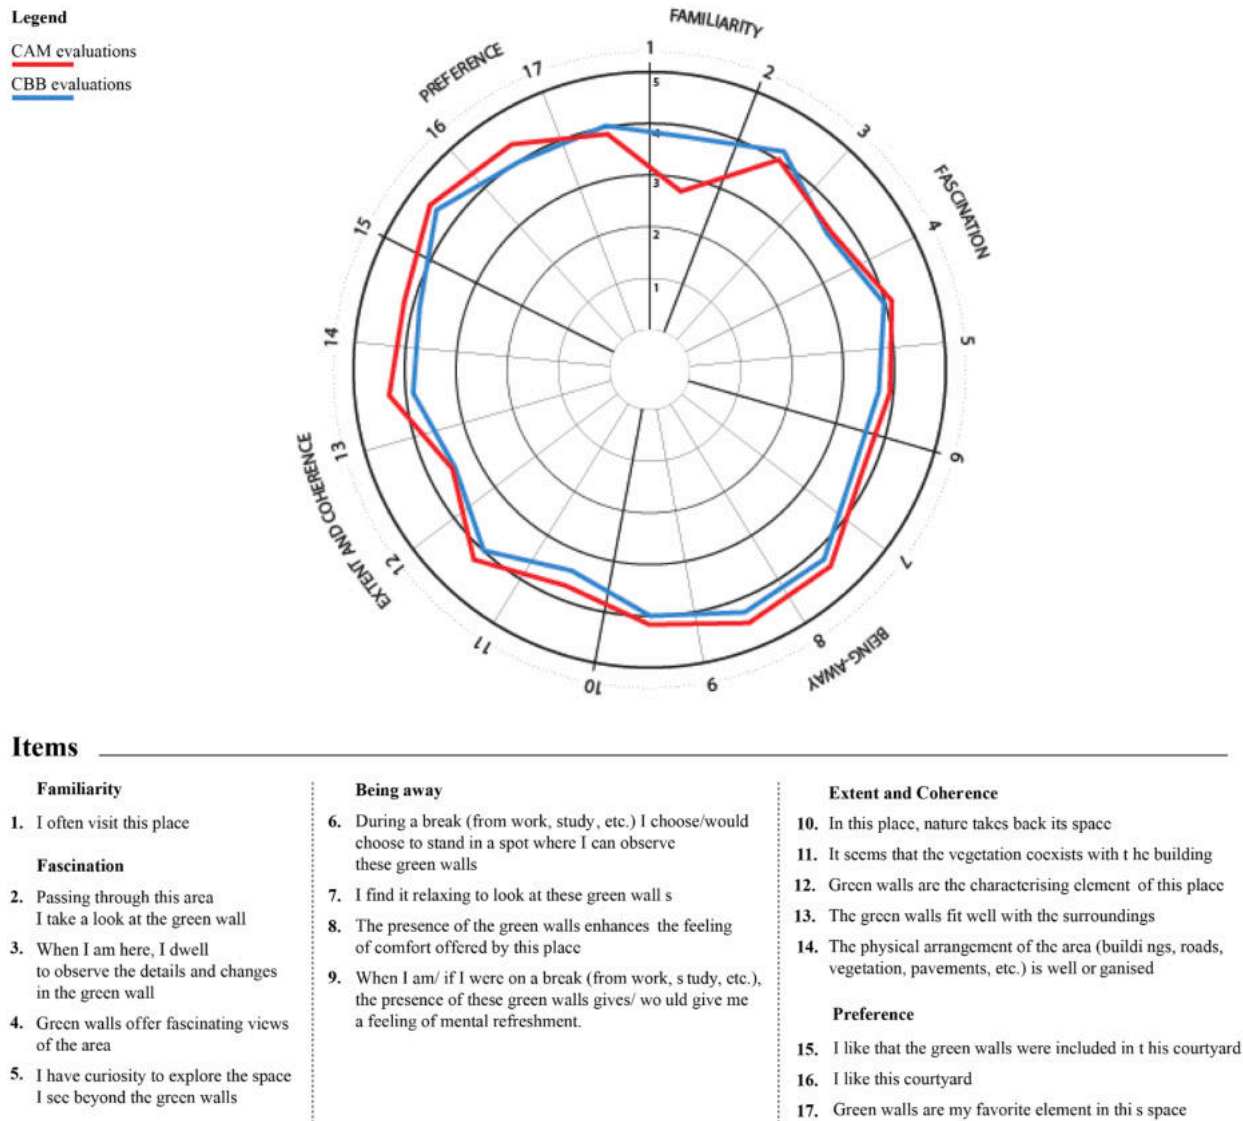 Legend
CAM evaluations
CBB evaluations
FAMILIARITY
FASCINATION
BEING-AWAY
EXTENT AND COHERENCE
PREFERENCE
1
2
3
4
5
6
7
8
9
10
11
12
13
14
15
16
17
5
4
3
2
1
Items
Familiarity
1. I often visit this place
Fascination
2. Passing through this area
I take a look at the green wall
3. When I am here, I dwell
to observe the details and changes
in the green wall
4. Green walls offer fascinating views
of the area
5. I have curiosity to explore the space
I see beyond the green walls
Being away
6. During a break (from work, study, etc.) I choose/would
choose to stand in a spot where I can observe
these green walls
7. I find it relaxing to look at these green wall s
8. The presence of the green walls enhances the feeling
of comfort offered by this place
9. When I am/ if I were on a break (from work, s tudy, etc.),
the presence of these green walls gives/ wo uld give me
a feeling of mental refreshment.
Extent and Coherence
10. In this place, nature takes back its space
11. It seems that the vegetation coexists with t he building
12. Green walls are the characterising element of this place
13. The green walls fit well with the surroundings
14. The physical arrangement of the area (buildi ngs, roads,
vegetation, pavements, etc.) is well or ganised
Preference
15. I like that the green walls were included in t his courtyard
16. I like this courtyard
17. Green walls are my favorite element in thi s space